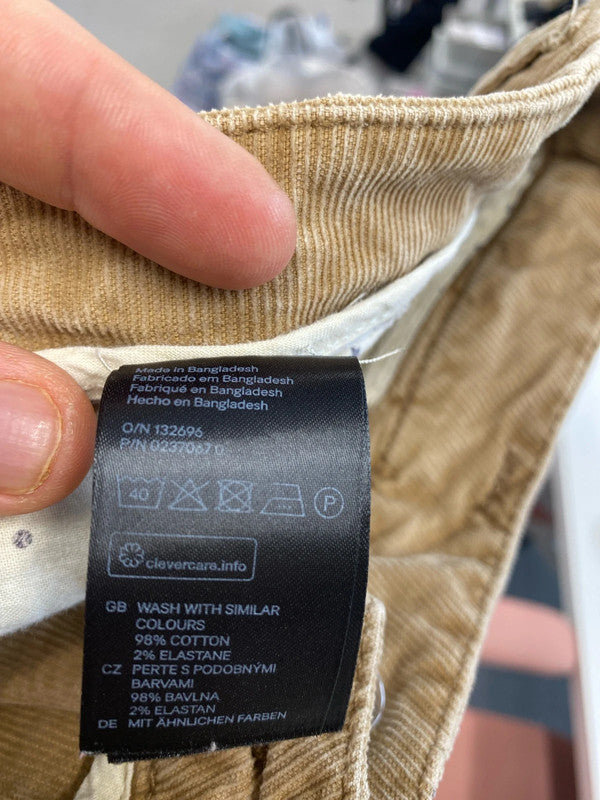 Made in Bangladesh
Fabricado em Bangladesh
Fabriqué en Bangladesh
Hecho en Bangladesh
O/N 132696
P/N
40 P
clevercare.info
GB WASH WITH SIMILAR
COLOURS
98% COTTON
2% ELASTANE
CZ PERTE S PODOBNÝMI
BARVAMI
98% BAVLNA
2% ELASTAN
DE MIT ÄHNLICHEN FARBEN